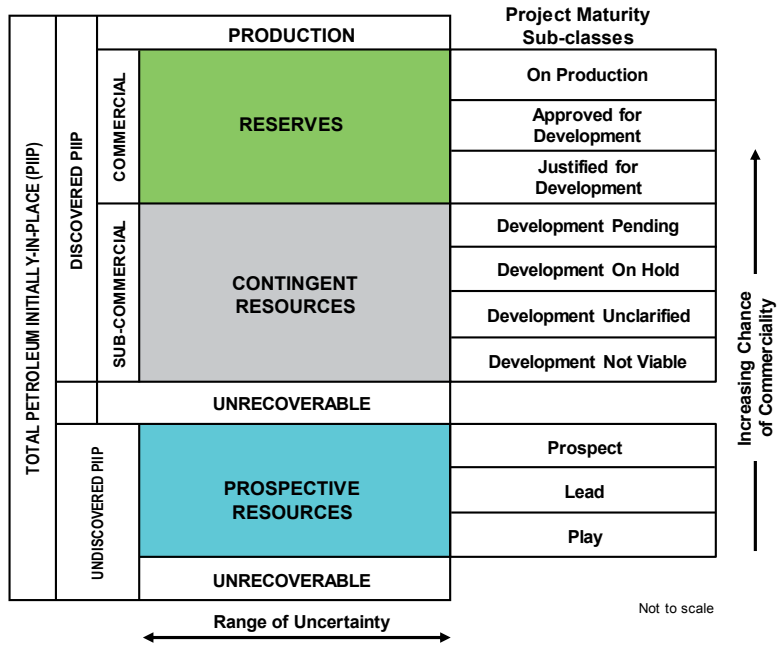 Project Maturity
Sub-classes
PRODUCTION
TOTAL PETROLEUM INITIALLY-IN-PLACE (PIIP)
DISCOVERED PIIP
COMMERCIAL
RESERVES
On Production
Approved for
Development
Justified for
Development
SUB-COMMERCIAL
CONTINGENT
RESOURCES
Development Pending
Development On Hold
Development Unclarified
Development Not Viable
UNRECOVERABLE
UNDISCOVERED PIIP
PROSPECTIVE
RESOURCES
Prospect
Lead
Play
UNRECOVERABLE
Increasing Chance
of Commerciality
Range of Uncertainty
Not to scale